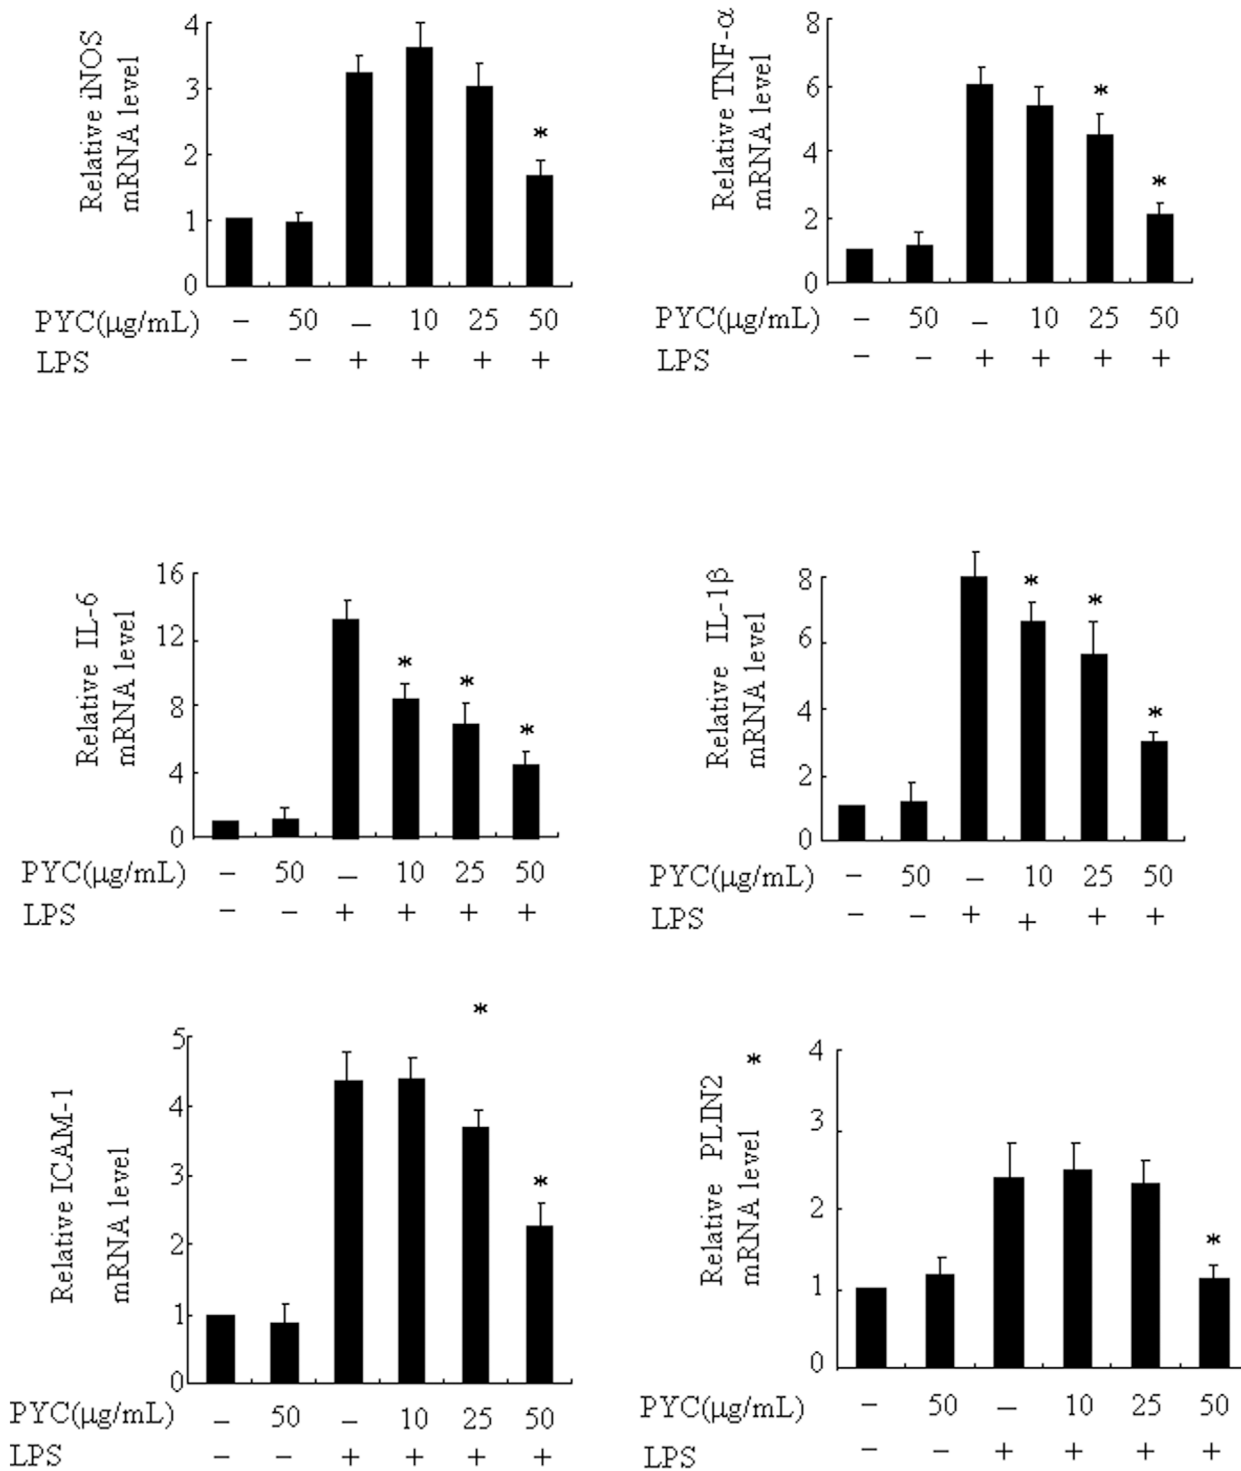 Relative iNOS
mRNA level
4
3
2
1
0
*
PYC(μg/mL) – 50 – 10 25 50
LPS – – + + + +
Relative TNF-α
mRNA level
8
6
4
2
0
* *
PYC(μg/mL) – 50 – 10 25 50
LPS – – + + + +
Relative IL-6
mRNA level
16
12
8
4
0
* * *
PYC(μg/mL) – 50 – 10 25 50
LPS – – + + + +
Relative IL-1β
mRNA level
8
6
4
2
0
* * *
PYC(μg/mL) – 50 – 10 25 50
LPS – – + + + +
Relative ICAM-1
mRNA level
5
4
3
2
1
0
* *
PYC(μg/mL) – 50 – 10 25 50
LPS – – + + + +
Relative PLIN2
mRNA level *
4
3
2
1
0
*
PYC(μg/mL) – 50 – 10 25 50
LPS – – + + + +